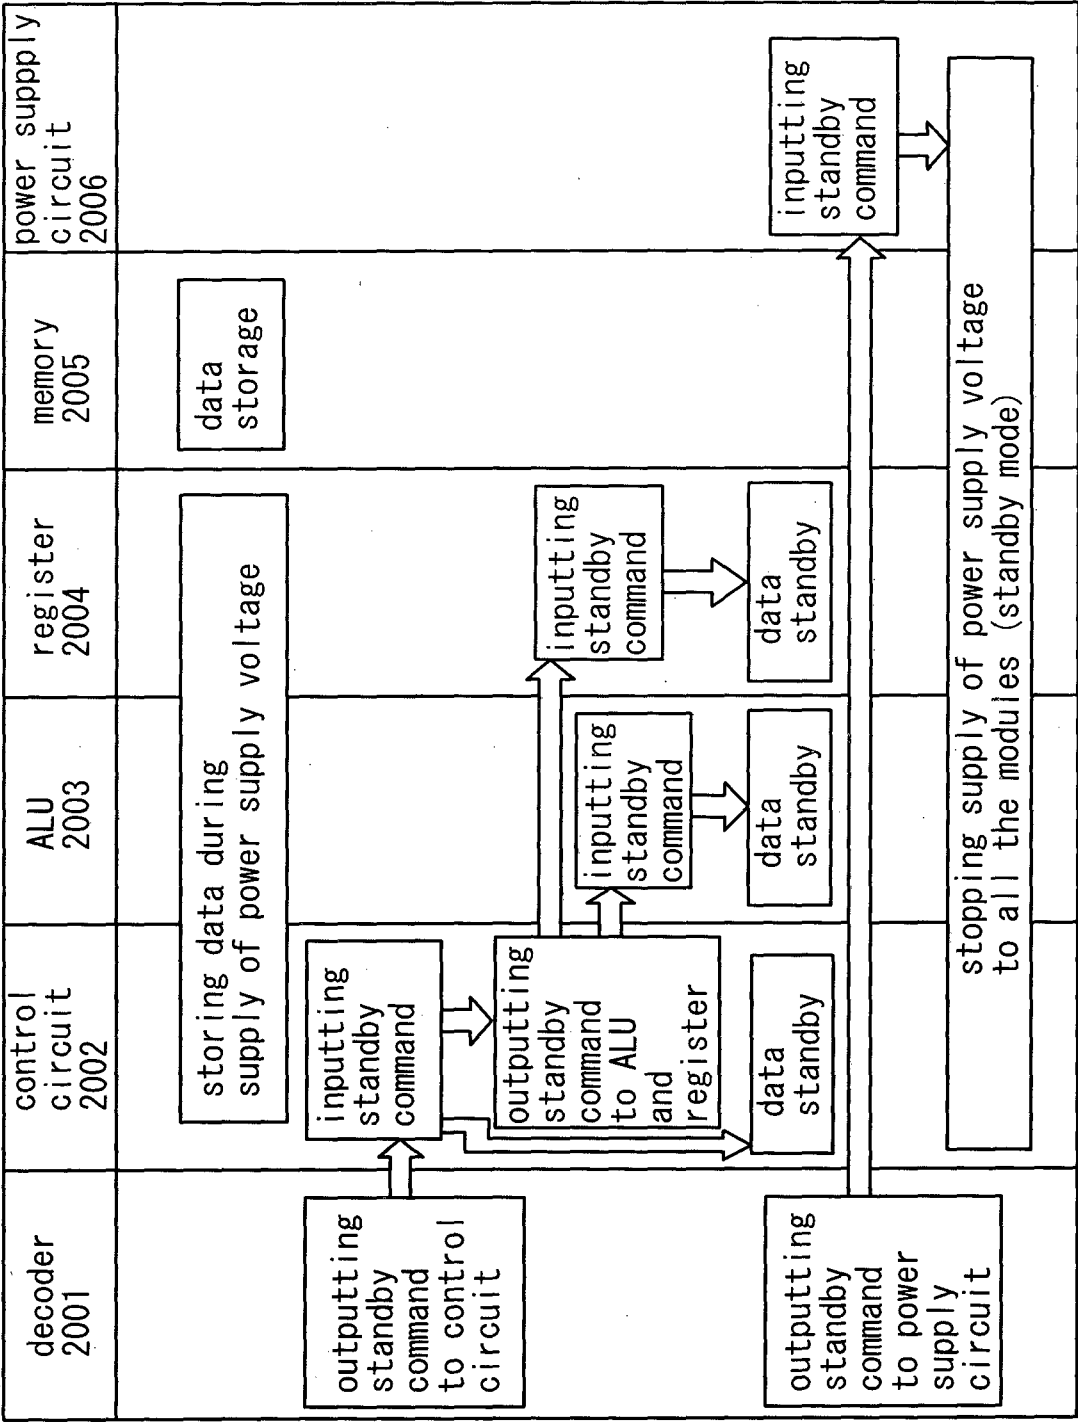 decoder
2001
control
circuit
2002
ALU
2003
register
2004
memory
2005
power suppply
circuit
2006
storing data during
supply of power supply voltage
data
storage
outputting
standby
command
to control
circuit
inputting
standby
command
outputting
standby
command
to ALU
and
register
inputting
standby
command
inputting
standby
command
data
standby
data
standby
data
standby
outputting
standby
command
to power
supply
circuit
inputting
standby
command
stopping supply of power supply voltage
to all the modules (standby mode)